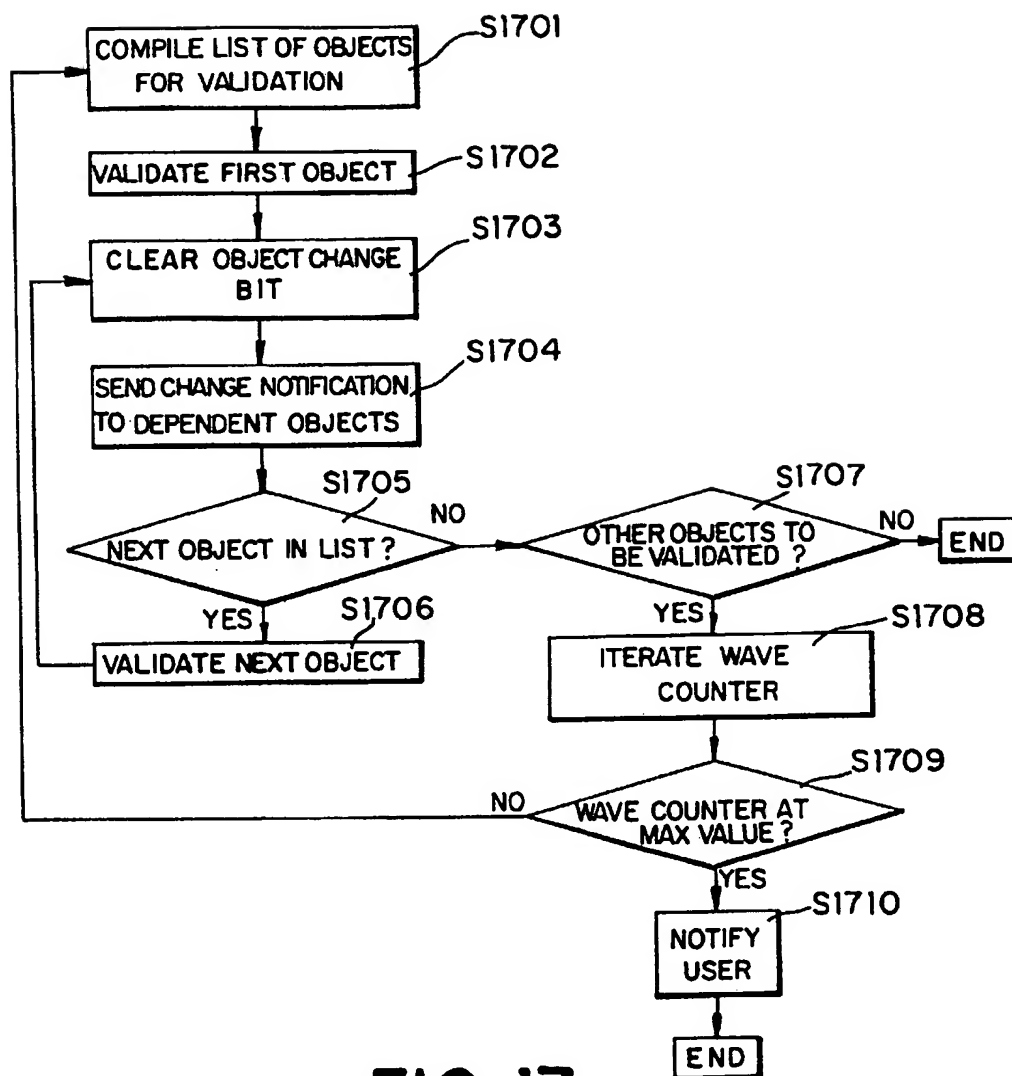 S1701
COMPILE LIST OF OBJECTS
FOR VALIDATION
S1702
VALIDATE FIRST OBJECT
S1703
CLEAR OBJECT CHANGE
BIT
S1704
SEND CHANGE NOTIFICATION
TO DEPENDENT OBJECTS
S1705
NEXT OBJECT IN LIST?
NO
YES
S1706
VALIDATE NEXT OBJECT
S1707
OTHER OBJECTS TO
BE VALIDATED ?
NO
END
YES
S1708
ITERATE WAVE
COUNTER
S1709
WAVE COUNTER AT
MAX VALUE?
NO
YES
S1710
NOTIFY
USER
END